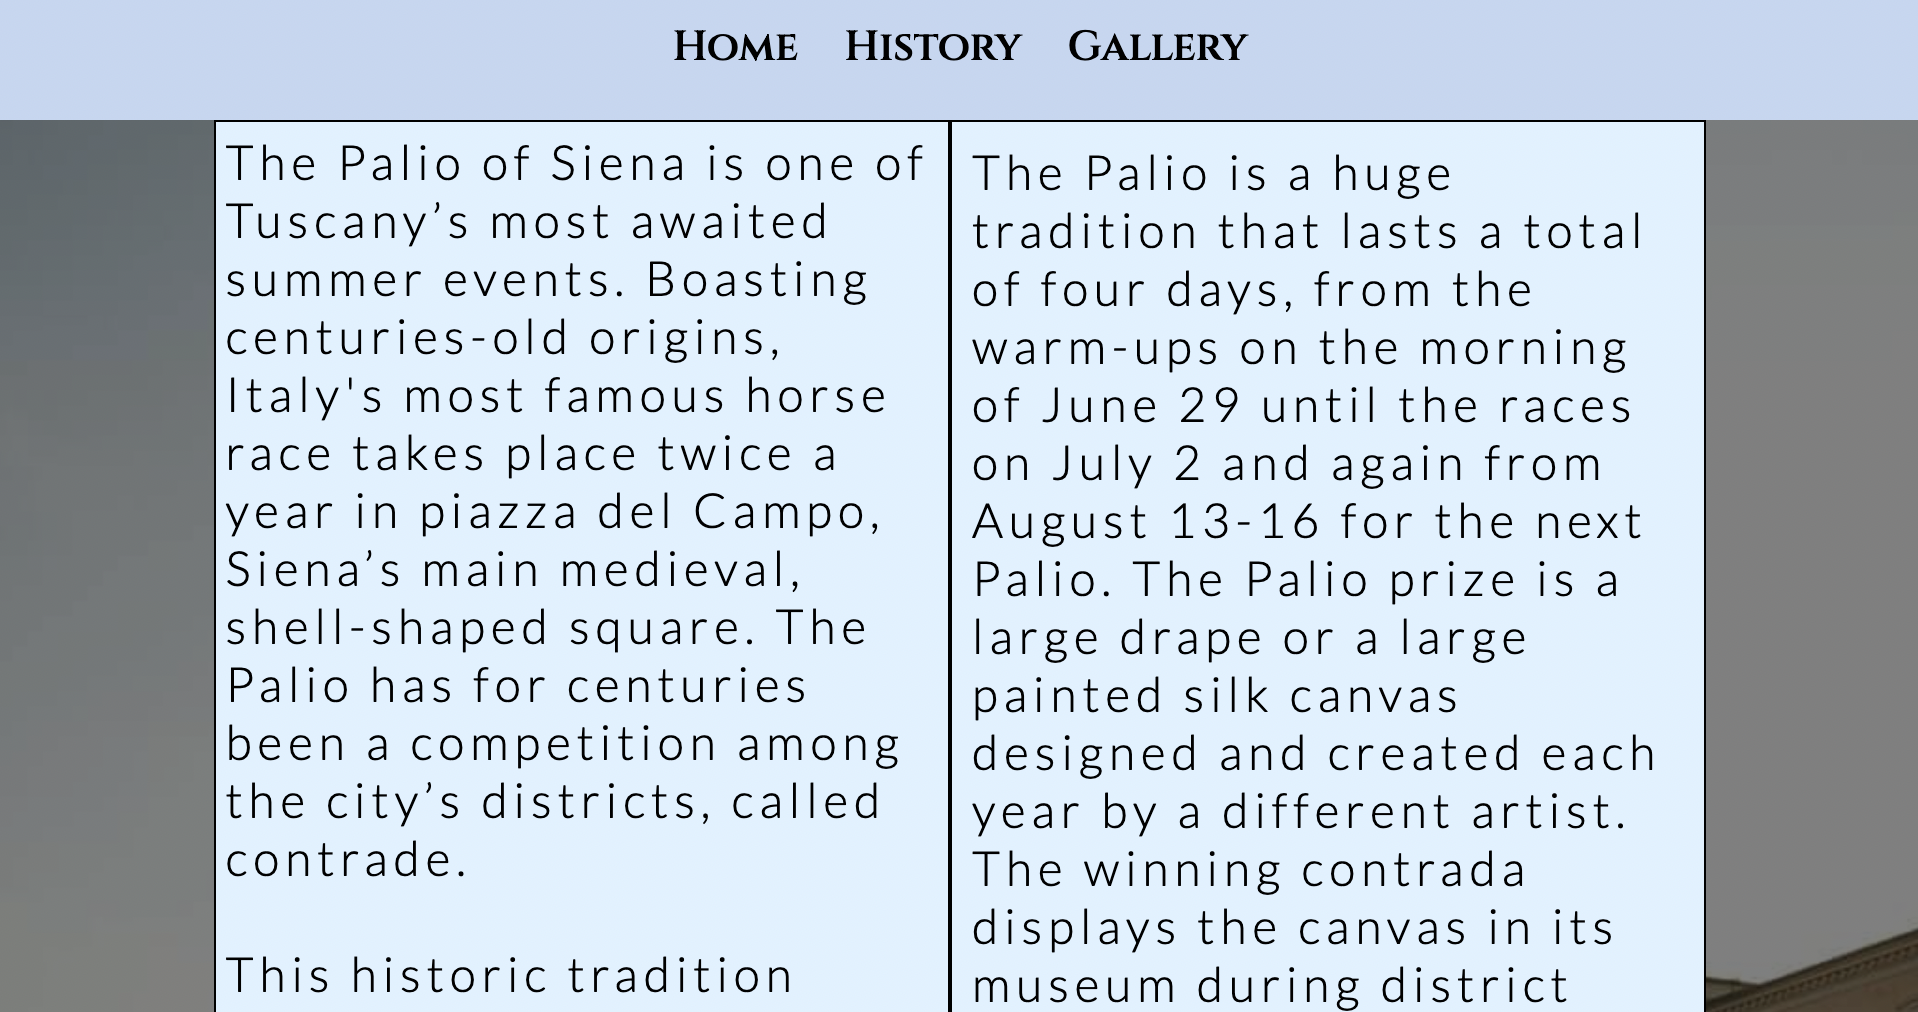 Home History Gallery
The Palio of Siena is one of
Tuscany’s most awaited
summer events. Boasting
centuries-old origins,
Italy's most famous horse
race takes place twice a
year in piazza del Campo,
Siena’s main medieval,
shell-shaped square. The
Palio has for centuries
been a competition among
the city’s districts, called
contrade.
This historic tradition
The Palio is a huge
tradition that lasts a total
of four days, from the
warm-ups on the morning
of June 29 until the races
on July 2 and again from
August 13-16 for the next
Palio. The Palio prize is a
large drape or a large
painted silk canvas
designed and created each
year by a different artist.
The winning contrada
displays the canvas in its
museum during district